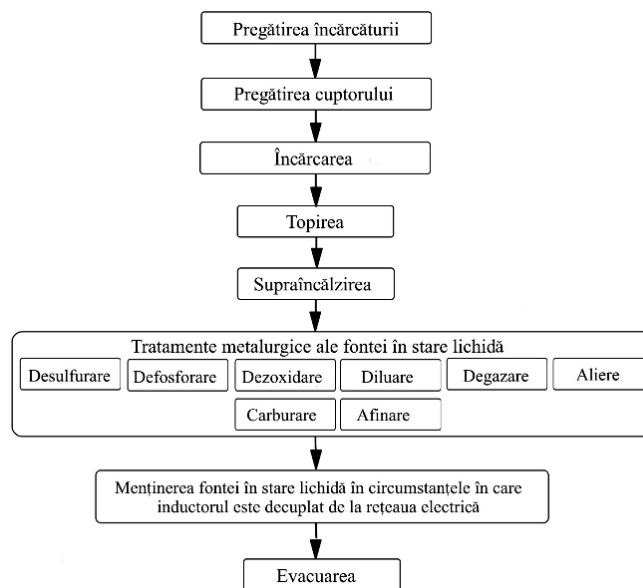 Pregătirea încărcăturii
Pregătirea cuptorului
Încărcarea
Topirea
Supraîncălzirea
Tratamente metalurgice ale fontei în stare lichidă
Desulfurare Defosforare Dezoxidare Diluare Degazare Aliere
Carburare Afinare
Menținerea fontei în stare lichidă în circumstanțele în care
inductorul este decuplat de la rețeaua electrică
Evacuarea